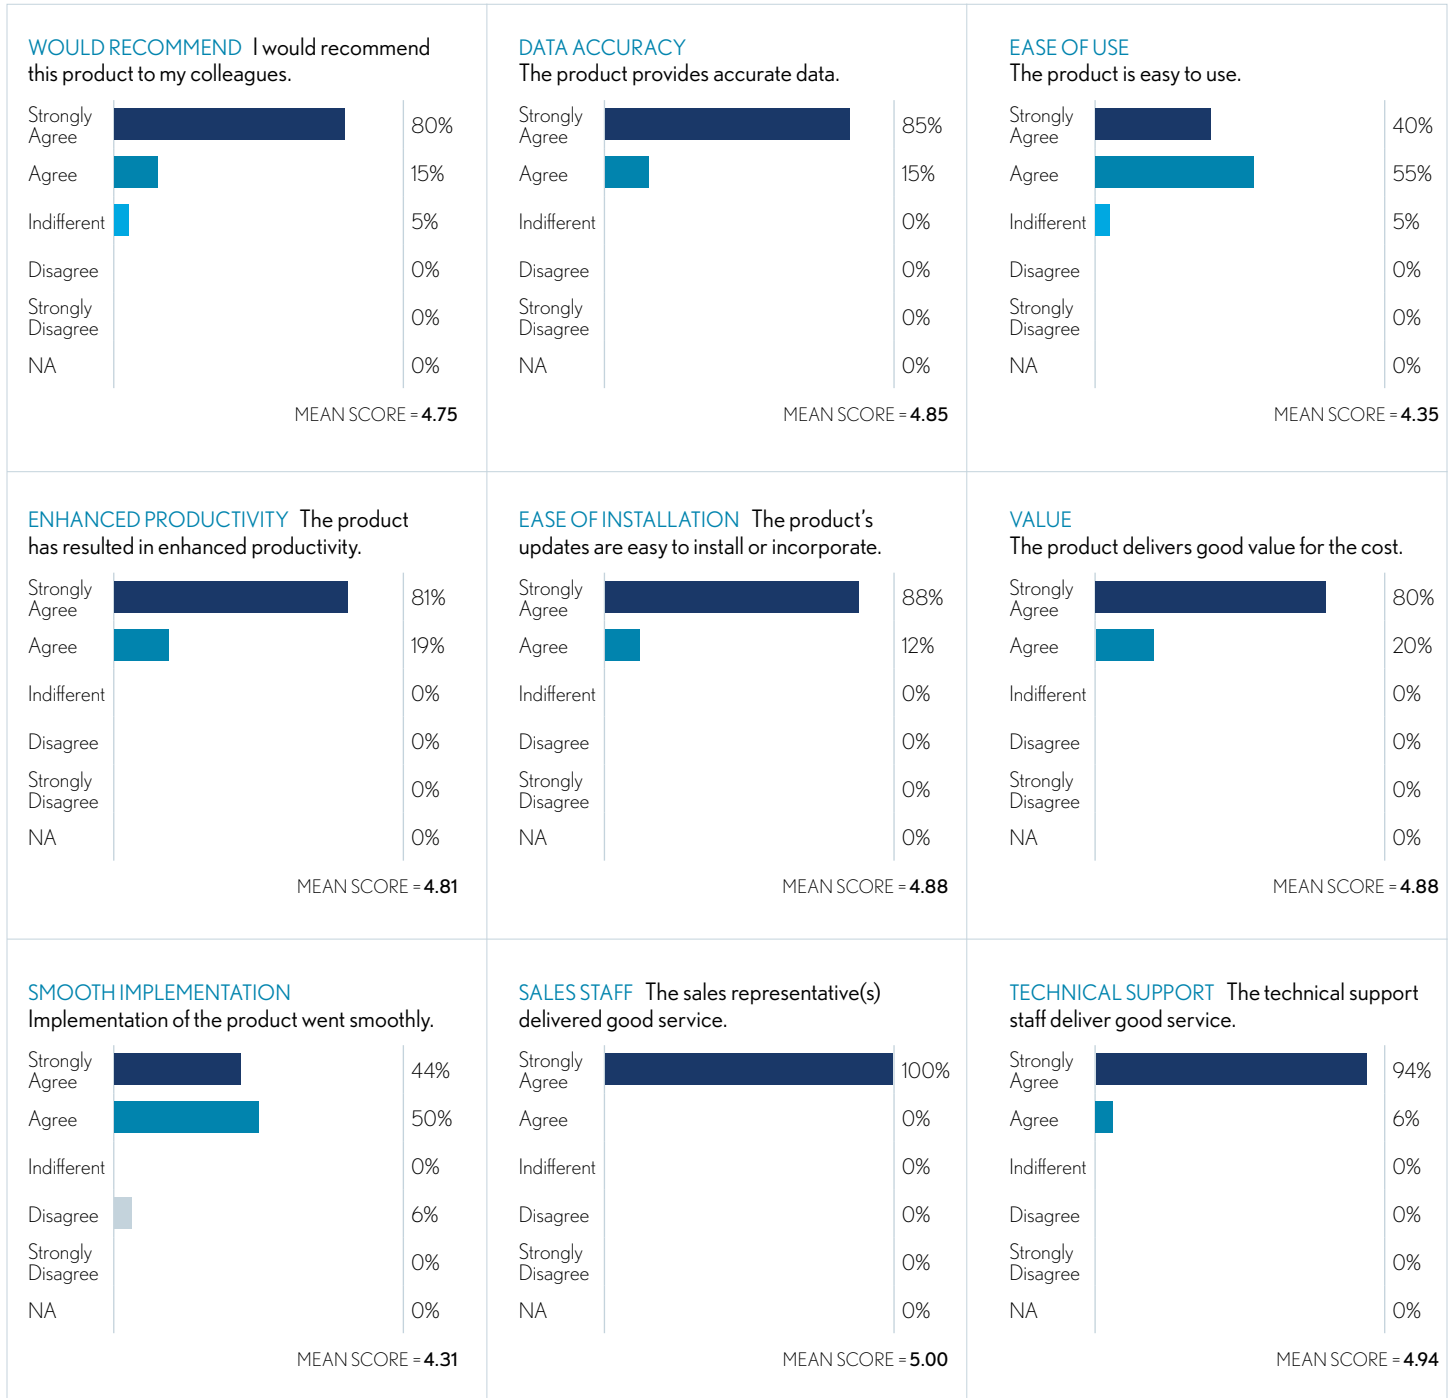 WOULD RECOMMEND I would recommend
this product to my colleagues.
Strongly
Agree
80%
Agree
15%
Indifferent
5%
Disagree
0%
Strongly
Disagree
0%
NA
0%
MEAN SCORE = 4.75
DATA ACCURACY
The product provides accurate data.
Strongly
Agree
85%
Agree
15%
Indifferent
0%
Disagree
0%
Strongly
Disagree
0%
NA
0%
MEAN SCORE = 4.85
EASE OF USE
The product is easy to use.
Strongly
Agree
40%
Agree
55%
Indifferent
5%
Disagree
0%
Strongly
Disagree
0%
NA
0%
MEAN SCORE = 4.35
ENHANCED PRODUCTIVITY The product
has resulted in enhanced productivity.
Strongly
Agree
81%
Agree
19%
Indifferent
0%
Disagree
0%
Strongly
Disagree
0%
NA
0%
MEAN SCORE = 4.81
EASE OF INSTALLATION The product's
updates are easy to install or incorporate.
Strongly
Agree
88%
Agree
12%
Indifferent
0%
Disagree
0%
Strongly
Disagree
0%
NA
0%
MEAN SCORE = 4.88
VALUE
The product delivers good value for the cost.
Strongly
Agree
80%
Agree
20%
Indifferent
0%
Disagree
0%
Strongly
Disagree
0%
NA
0%
MEAN SCORE = 4.88
SMOOTH IMPLEMENTATION
Implementation of the product went smoothly.
Strongly
Agree
44%
Agree
50%
Indifferent
0%
Disagree
6%
Strongly
Disagree
0%
NA
0%
MEAN SCORE = 4.31
SALES STAFF The sales representative(s)
delivered good service.
Strongly
Agree
100%
Agree
0%
Indifferent
0%
Disagree
0%
Strongly
Disagree
0%
NA
0%
MEAN SCORE = 5.00
TECHNICAL SUPPORT The technical support
staff deliver good service.
Strongly
Agree
94%
Agree
6%
Indifferent
0%
Disagree
0%
Strongly
Disagree
0%
NA
0%
MEAN SCORE = 4.94